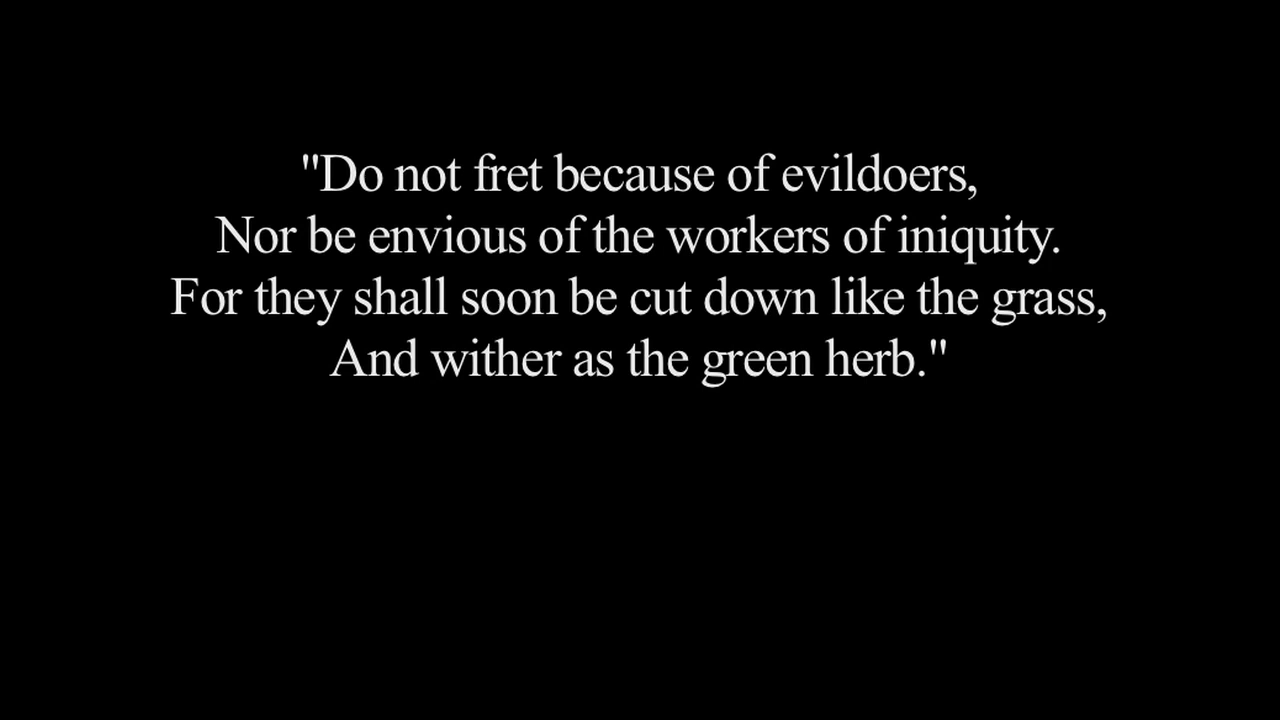 "Do not fret because of evildoers,
Nor be envious of the workers of iniquity.
For they shall soon be cut down like the grass,
And wither as the green herb."